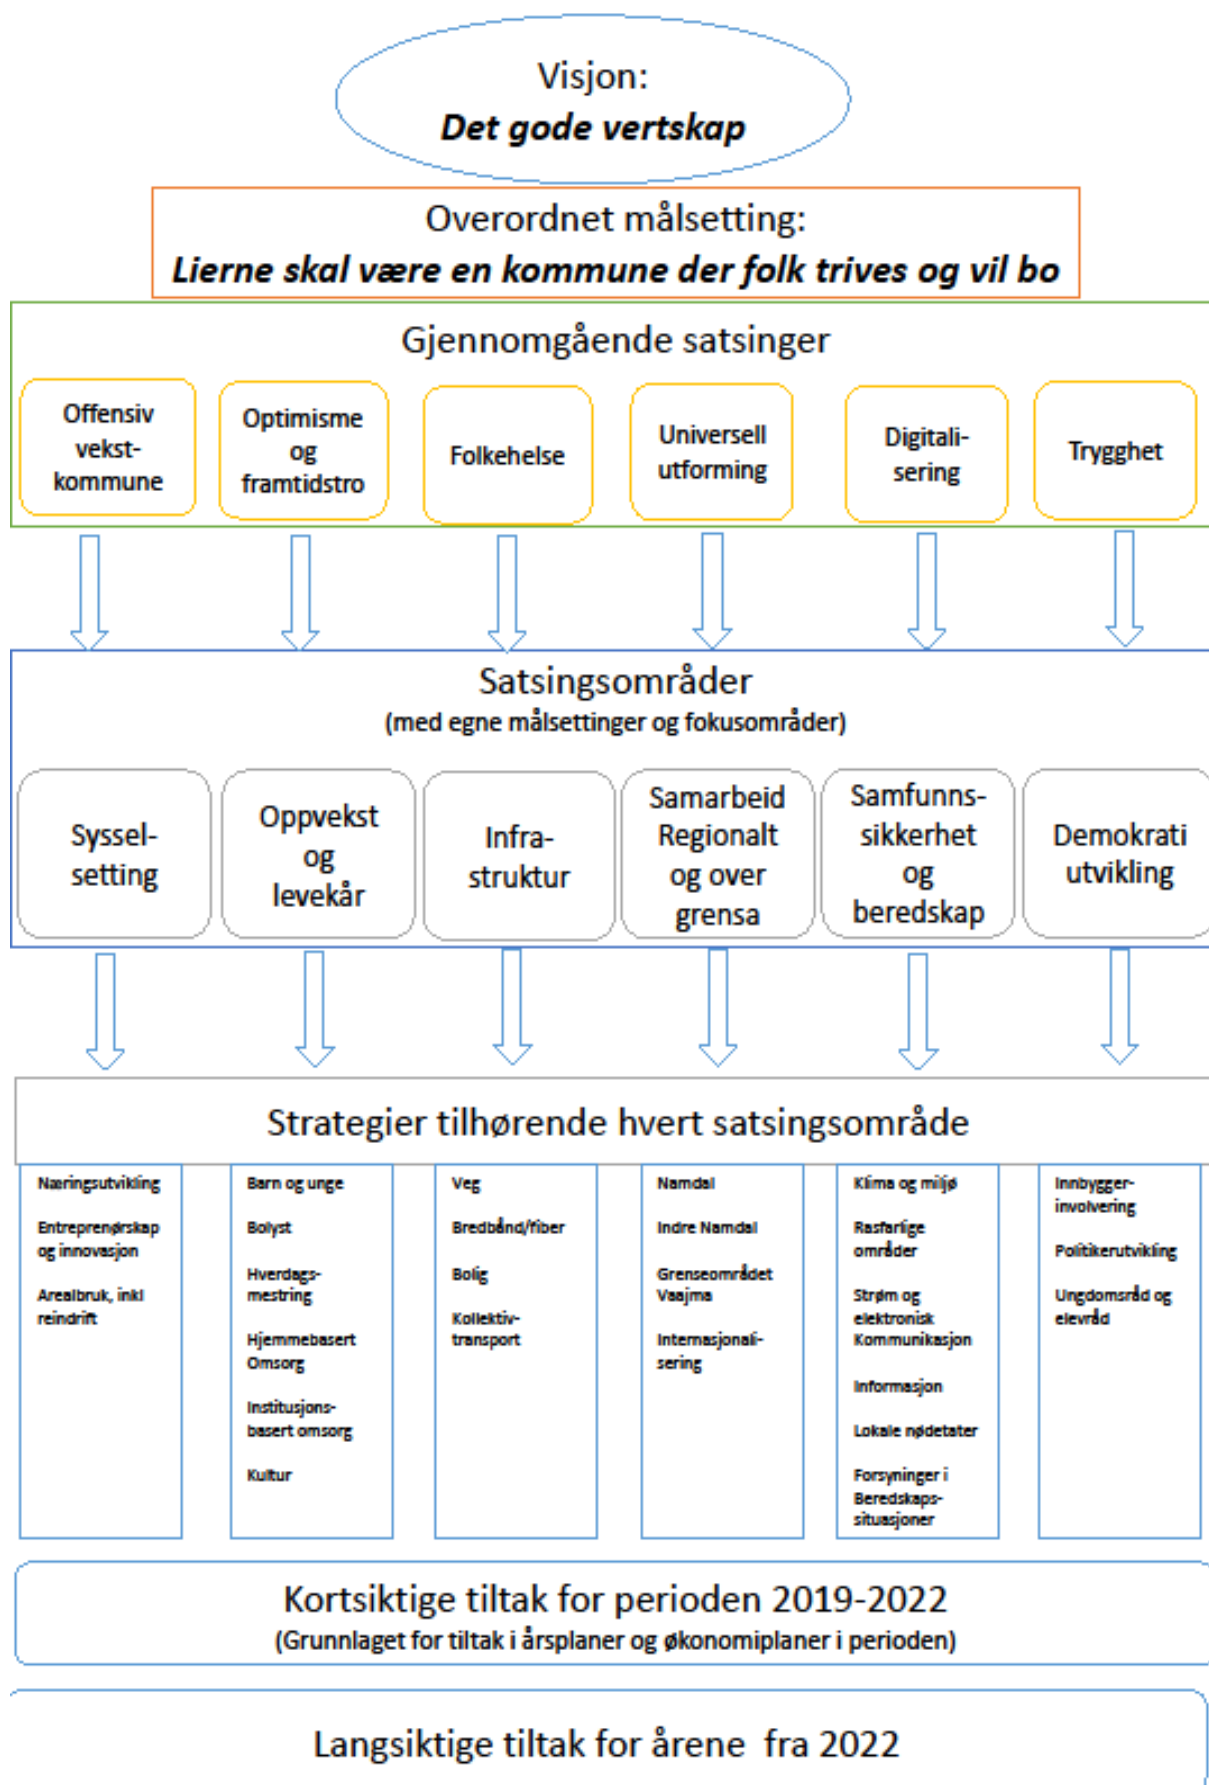 Visjon:
Det gode vertskap
Overordnet målsetting:
Lierne skal være en kommune der folk trives og vil bo
Gjennomgående satsinger
Offensiv
vekst-
kommune
Optimisme
og
framtidstro
Folkehelse
Universell
utforming
Digitali-
sering
Trygghet
Satsingsområder
(med egne målsettinger og fokusområder)
Syssel-
setting
Oppvekst
og
levekår
Infra-
struktur
Samarbeid
Regionalt
og over
grensa
Samfunns-
sikkerhet
og
beredskap
Demokrati
utvikling
Strategier tilhørende hvert satsingsområde
Næringsutvikling
Entreprenørskap
og innovasjon
Arealbruk, inkl
reindrift
Barn og unge
Bolyst
Hverdags-
mestring
Hjemmebasert
Omsorg
Institusjons-
basert omsorg
Kultur
Veg
Bredbånd/fiber
Bolig
Kollektiv-
transport
Namdal
Indre Namdal
Grenseområdet
Vaajma
Internasjonali-
sering
Klima og miljø
Rasfarlige
områder
Strøm og
elektronisk
Kommunikasjon
Informasjon
Lokale nødetater
Forsyninger i
Beredskaps-
situasjoner
Innbygger-
involvering
Politikerutvikling
Ungdomsråd og
elevråd
Kortsiktige tiltak for perioden 2019-2022
(Grunnlaget for tiltak i årsplaner og økonomiplaner i perioden)
Langsiktige tiltak for årene  fra 2022